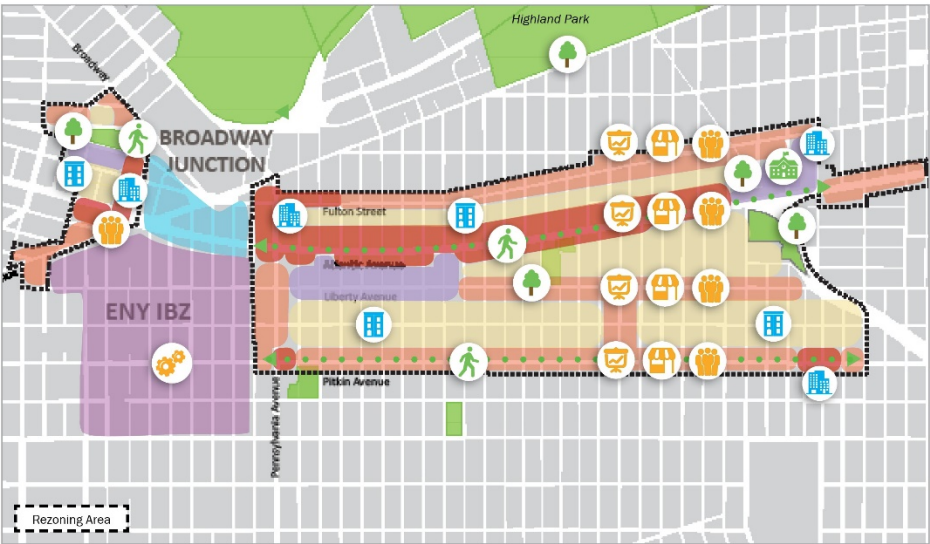 Highland Park
Broadway
BROADWAY
JUNCTION
Fulton Street
Atlantic Avenue
Liberty Avenue
ENY IBZ
Pitkin Avenue
Pennsylvania Avenue
Rezoning Area